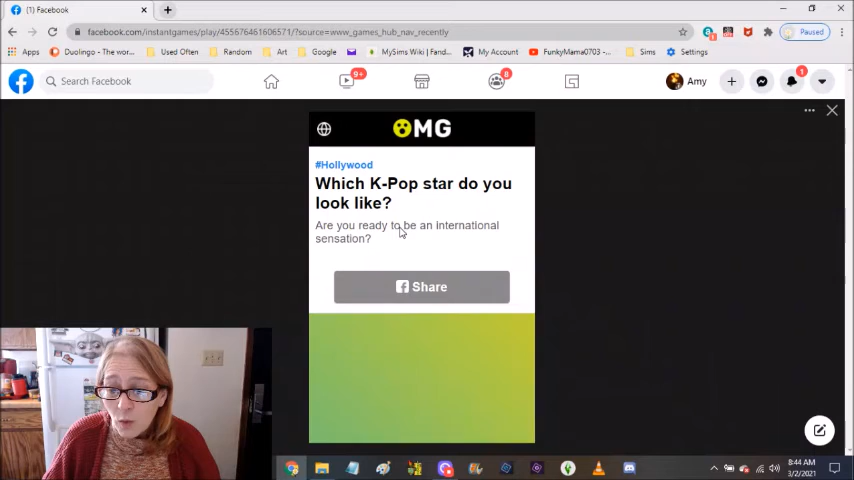 (1) Facebook
facebook.com/instantgames/play/455676461606571/?source=www_games_hub_nav_recently
Paused
Apps
Duolingo - The wor...
Used Often
Random
Art
Google
MySims Wiki | Fand...
My Account
FunkyMama0703 -...
Sims
Settings
Search Facebook
9+
8
Amy
1
OMG
#Hollywood
Which K-Pop star do you
look like?
Are you ready to be an international
sensation?
Share
8:44 AM
3/2/2021